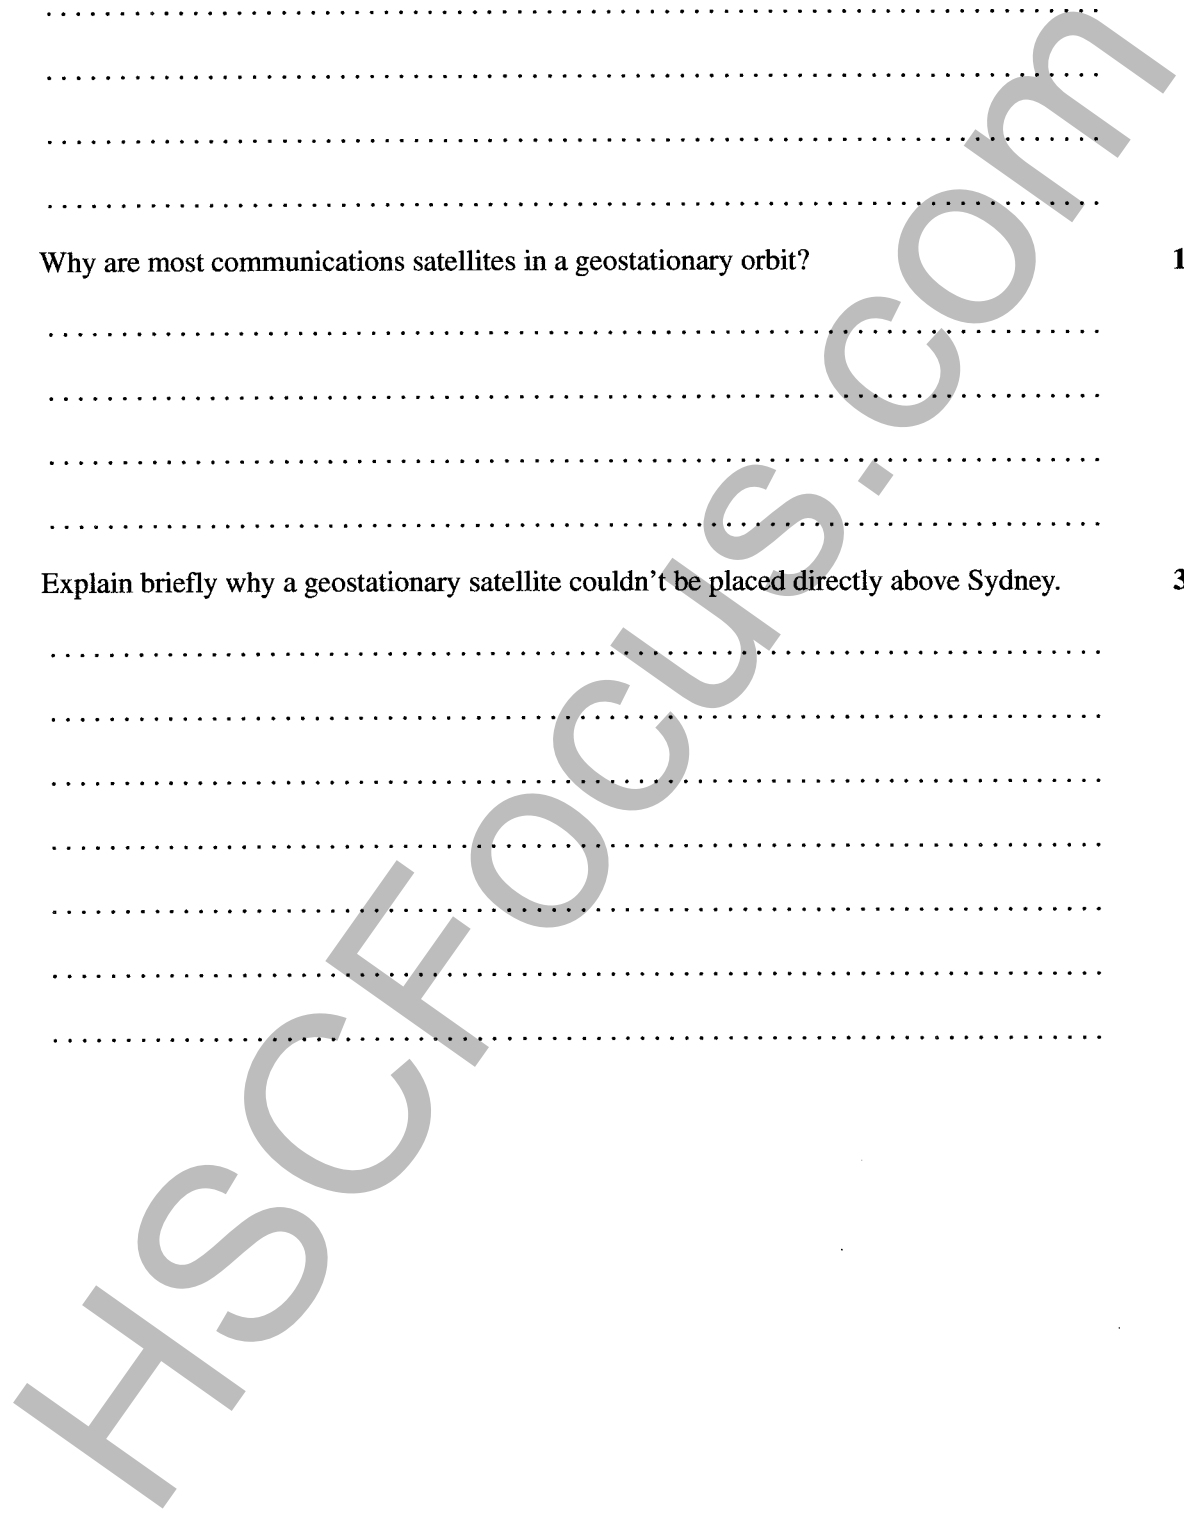 Why are most communications satellites in a geostationary orbit? 1
Explain briefly why a geostationary satellite couldn't be placed directly above Sydney. 3
HSCFocus.com